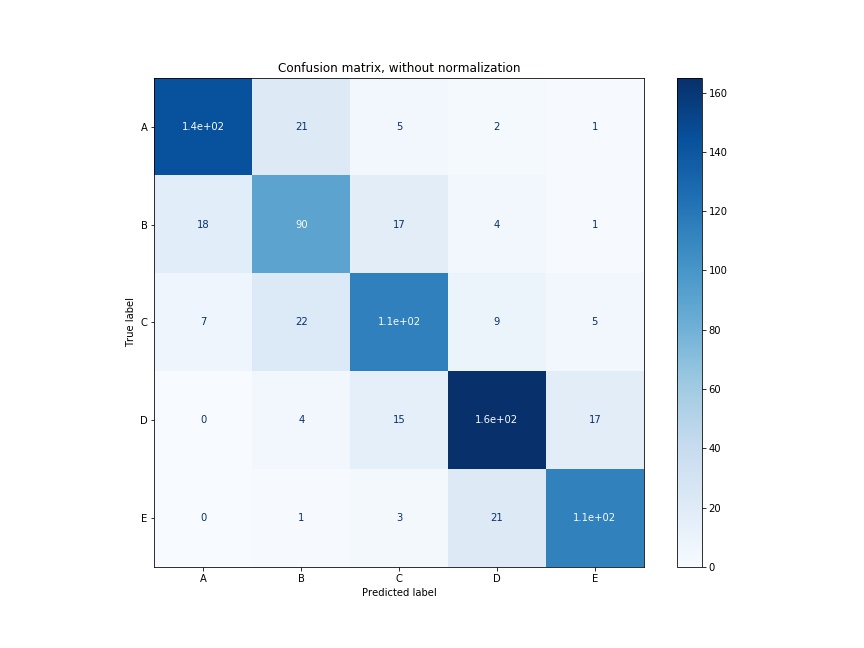 Confusion matrix, without normalization
A 1.4e+02 21 5 2 1
B 18 90 17 4 1
C 7 22 1.1e+02 9 5
D 0 4 15 1.6e+02 17
E 0 1 3 21 1.1e+02
A B C D E
Predicted label
True label
160
140
120
100
80
60
40
20
0